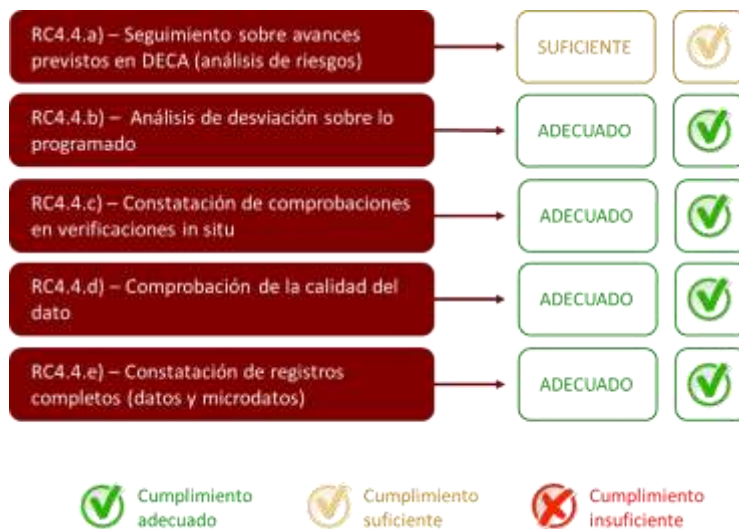 RC4.4.a) – Seguimiento sobre avances
previstos en DECA (análisis de riesgos)
SUFICIENTE
RC4.4.b) – Análisis de desviación sobre lo
programado
ADECUADO
RC4.4.c) – Constatación de comprobaciones
en verificaciones in situ
ADECUADO
RC4.4.d) – Comprobación de la calidad del
dato
ADECUADO
RC4.4.e) – Constatación de registros
completos (datos y microdatos)
ADECUADO
Cumplimiento
adecuado
Cumplimiento
suficiente
Cumplimiento
insuficiente